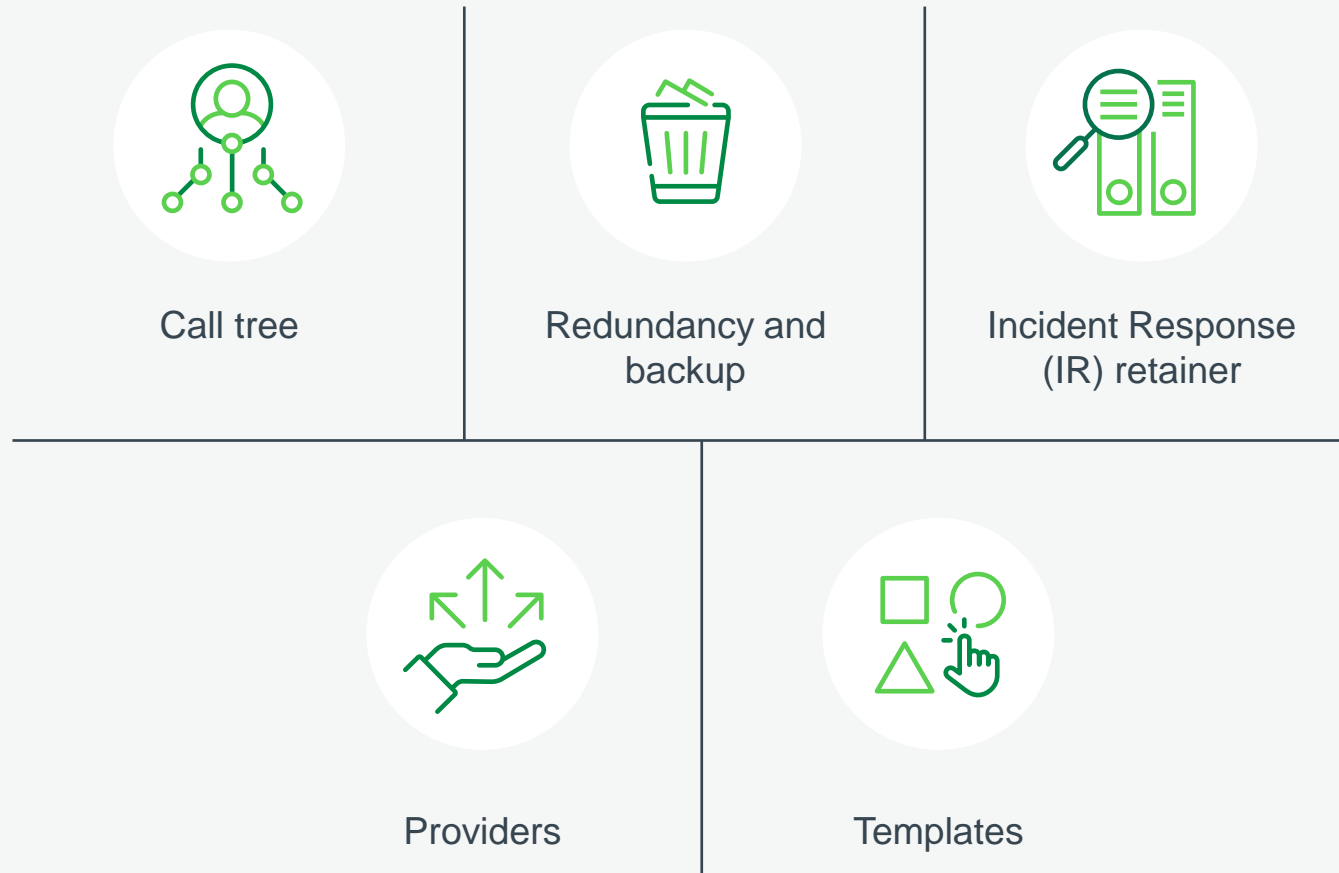 Call tree
Redundancy and
backup
Incident Response
(IR) retainer
Providers
Templates